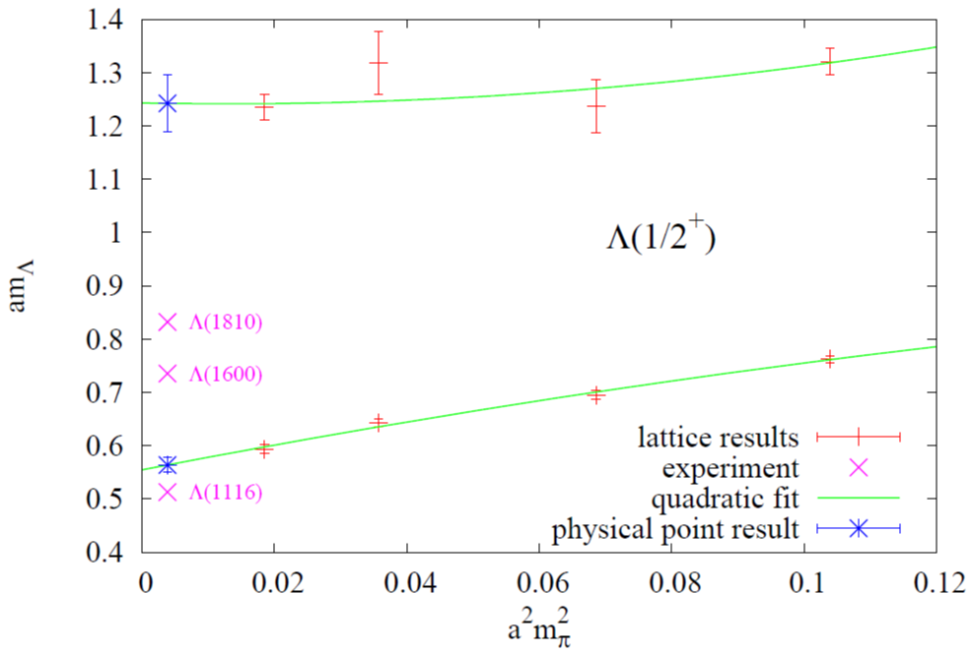 1.4
1.3
1.2
1.1
1
0.9
0.8
0.7
0.6
0.5
0.4
am_Λ
Λ(1/2⁺)
Λ(1810)
Λ(1600)
Λ(1116)
lattice results
experiment
quadratic fit
physical point result
0 0.02 0.04 0.06 0.08 0.1 0.12
a²m_π²